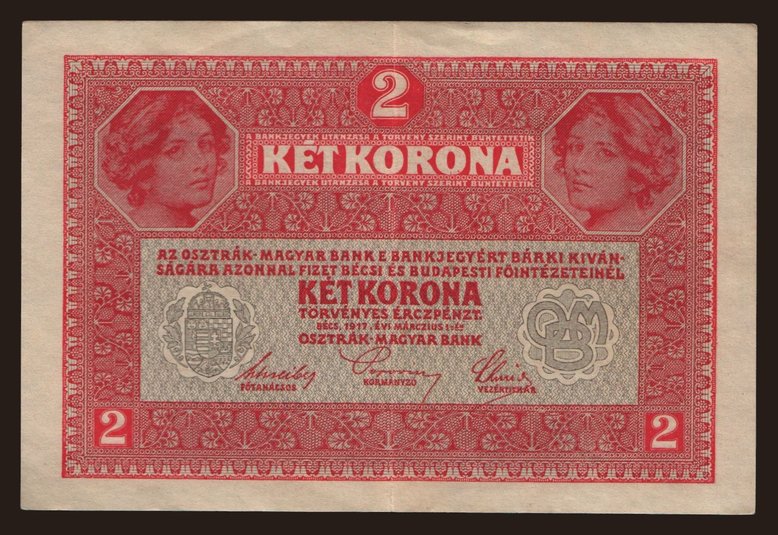 2
A BANKJEGYEK UTÁNZÁSA A TÖRVÉNY SZERINT BÜNTETTETIK
KÉT KORONA
A BANKJEGYEK UTÁNZÁSA A TÖRVÉNY SZERINT BÜNTETTETIK
AZ OSZTRÁK-MAGYAR BANK E BANKJEGYÉRT BÁRKI KIVÁN-
SÁGÁRA AZONNAL FIZET BÉCSI ÉS BUDAPESTI FŐINTÉZETEINÉL
KÉT KORONA
TÖRVÉNYES ÉRCZPÉNZT.
BÉCS, 1917. ÉVI MÁRCZIUS 1-ÉN
OSZTRÁK-MAGYAR BANK
FŐTANÁCSOS
KORMÁNYZÓ
VEZÉRTITKÁR
2
2